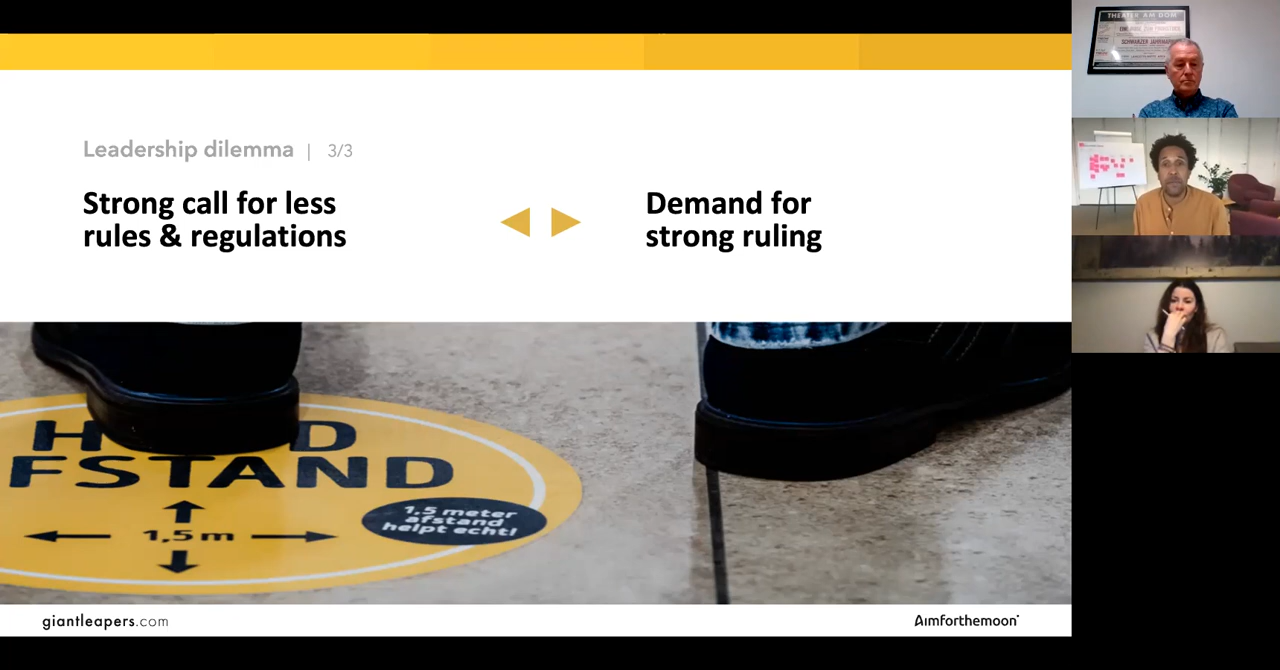 Leadership dilemma | 3/3
Strong call for less
rules & regulations
Demand for
strong ruling
H D
FSTAND
1,5 m
1,5 meter
afstand
helpt echt!
giantleapers.com
Aimforthemoon
THEATER AM DOM